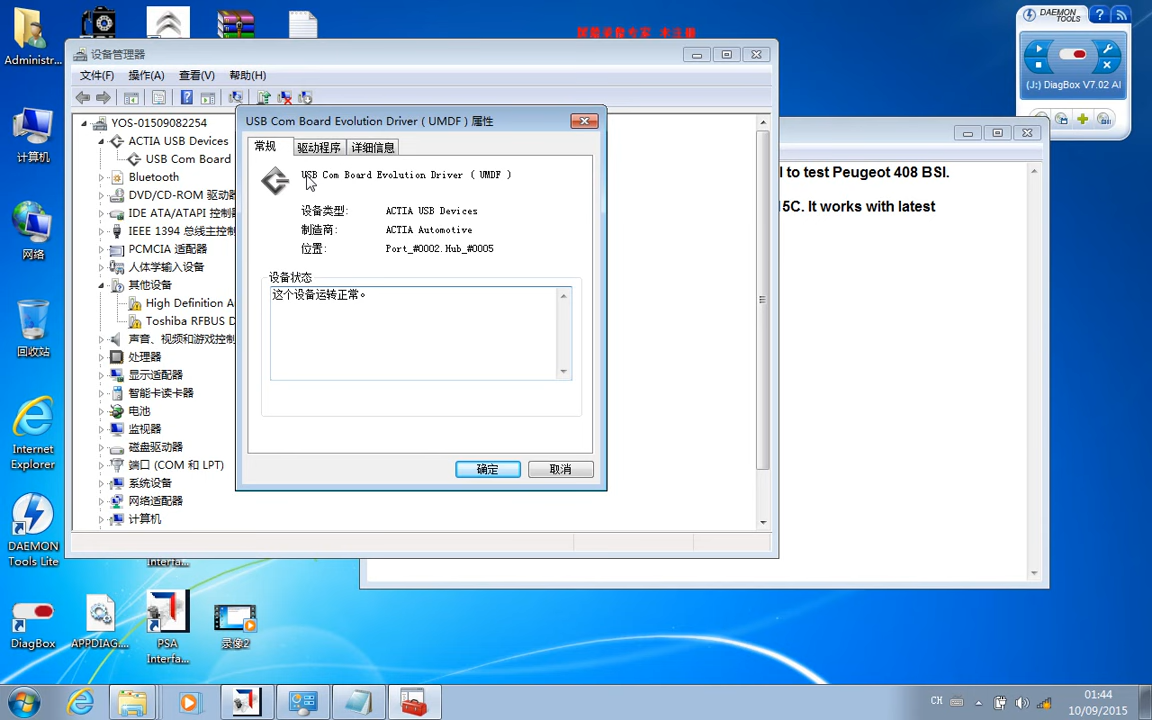 Administr...
计算机
网络
回收站
Internet
Explorer
DAEMON
Tools Lite
DiagBox
APPDIAG....
PSA
Interfa...
Interfa...
录像2
设备管理器
文件(F) 操作(A) 查看(V) 帮助(H)
YOS-01509082254
ACTIA USB Devices
USB Com Board
Bluetooth
DVD/CD-ROM 驱动器
IDE ATA/ATAPI 控制器
IEEE 1394 总线主控
PCMCIA 适配器
人体学输入设备
其他设备
High Definition A
Toshiba RFBUS D
声音、视频和游戏控制
处理器
显示适配器
智能卡读卡器
电池
监视器
磁盘驱动器
端口 (COM 和 LPT)
系统设备
网络适配器
计算机
USB Com Board Evolution Driver ( UMDF ) 属性
常规 驱动程序 详细信息
USB Com Board Evolution Driver ( UMDF )
设备类型: ACTIA USB Devices
制造商: ACTIA Automotive
位置: Port_#0002.Hub_#0005
设备状态
这个设备运转正常。
确定 取消
I to test Peugeot 408 BSI.
5C. It works with latest
DAEMON
TOOLS
(J:) DiagBox V7.02 AI
CH
01:44
10/09/2015